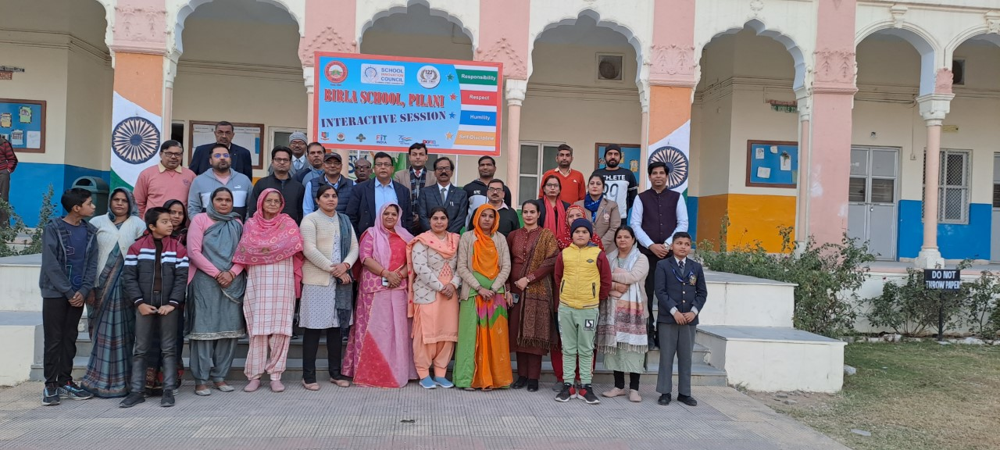 SCHOOL
INNOVATION
COUNCIL
BIRLA SCHOOL, PILANI
INTERACTIVE SESSION
Responsibility
Respect
Humility
Self Discipline
FIT
INDIA
ZONE
ATHLETE
DO NOT
THROW PAPER